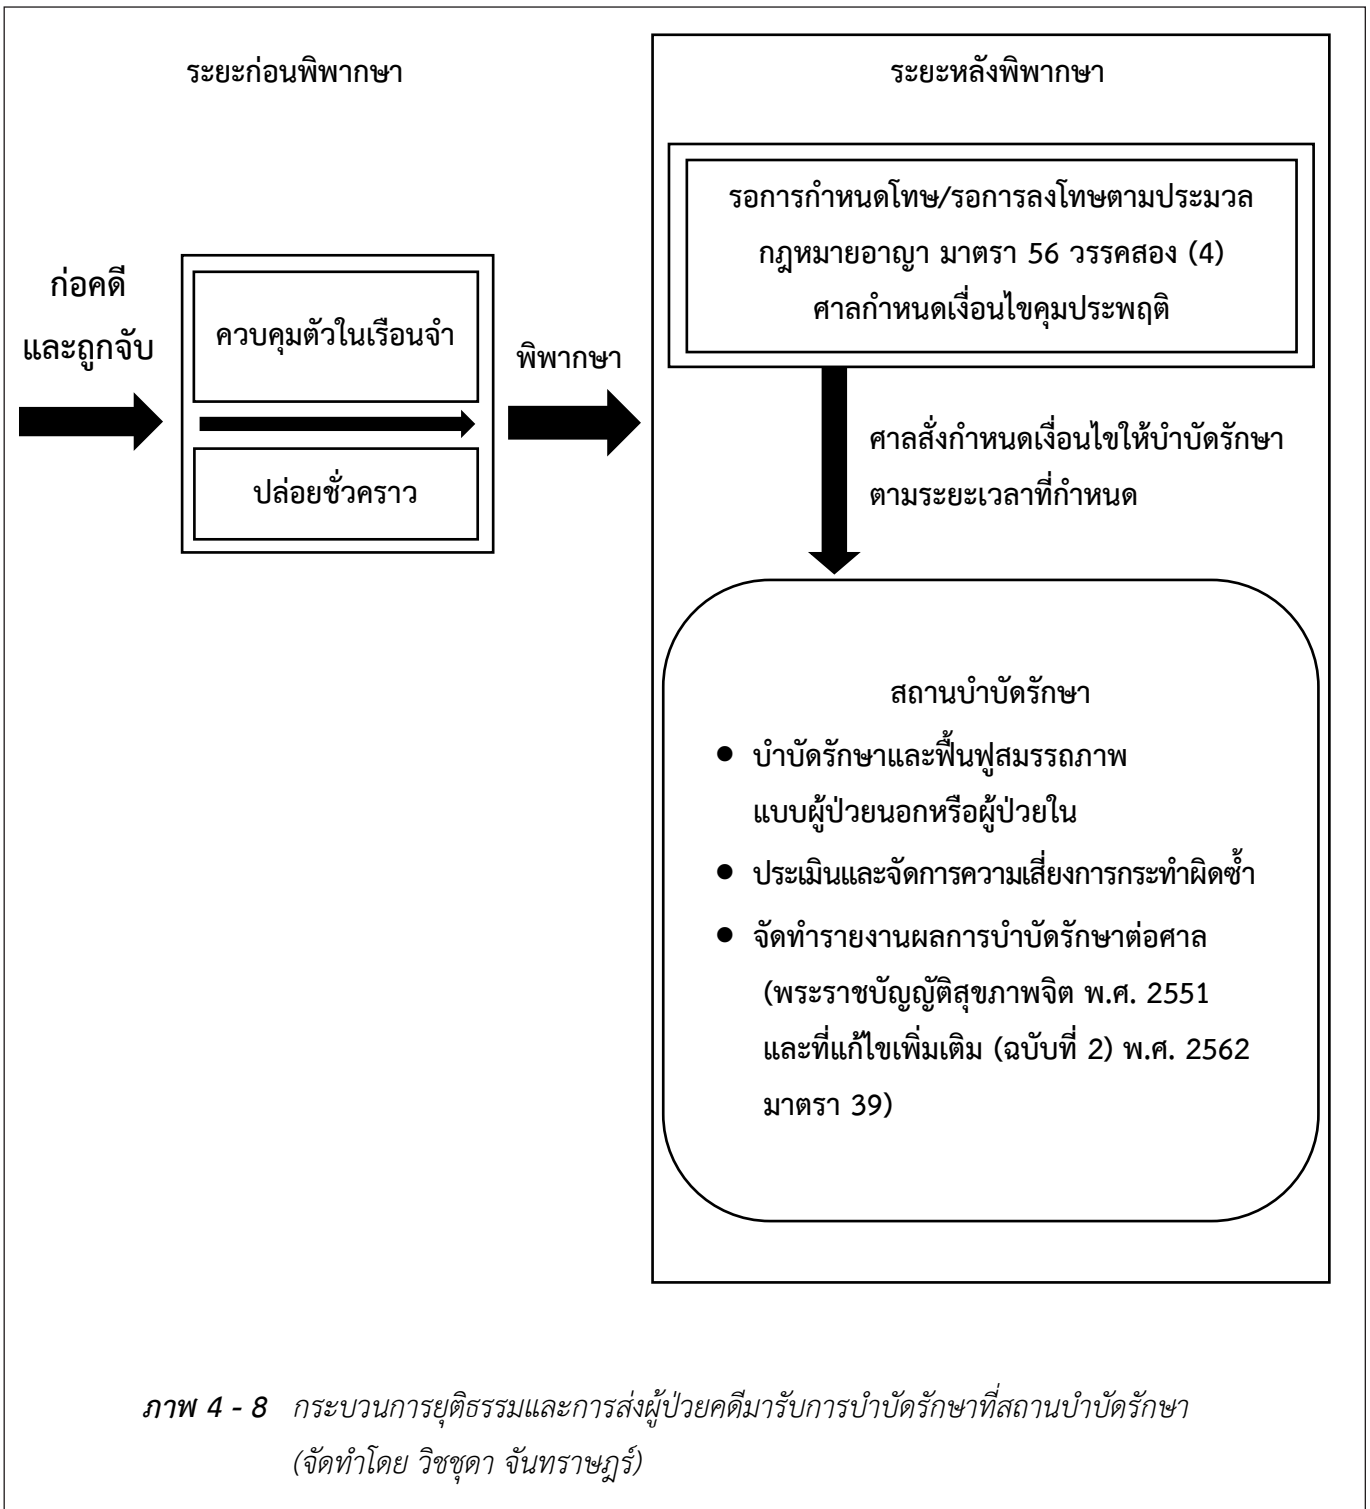 ระยะก่อนพิพากษา
ก่อคดี
และถูกจับ
ควบคุมตัวในเรือนจำ
ปล่อยชั่วคราว
พิพากษา
ระยะหลังพิพากษา
รอการกำหนดโทษ/รอการลงโทษตามประมวล
กฎหมายอาญา มาตรา 56 วรรคสอง (4)
ศาลกำหนดเงื่อนไขคุมประพฤติ
ศาลสั่งกำหนดเงื่อนไขให้บำบัดรักษา
ตามระยะเวลาที่กำหนด
สถานบำบัดรักษา
● บำบัดรักษาและฟื้นฟูสมรรถภาพ
แบบผู้ป่วยนอกหรือผู้ป่วยใน
● ประเมินและจัดการความเสี่ยงการกระทำผิดซ้ำ
● จัดทำรายงานผลการบำบัดรักษาต่อศาล
(พระราชบัญญัติสุขภาพจิต พ.ศ. 2551
และที่แก้ไขเพิ่มเติม (ฉบับที่ 2) พ.ศ. 2562
มาตรา 39)
ภาพ 4 - 8 กระบวนการยุติธรรมและการส่งผู้ป่วยคดีมารับการบำบัดรักษาที่สถานบำบัดรักษา
(จัดทำโดย วิชชุดา จันทราษฎร์)